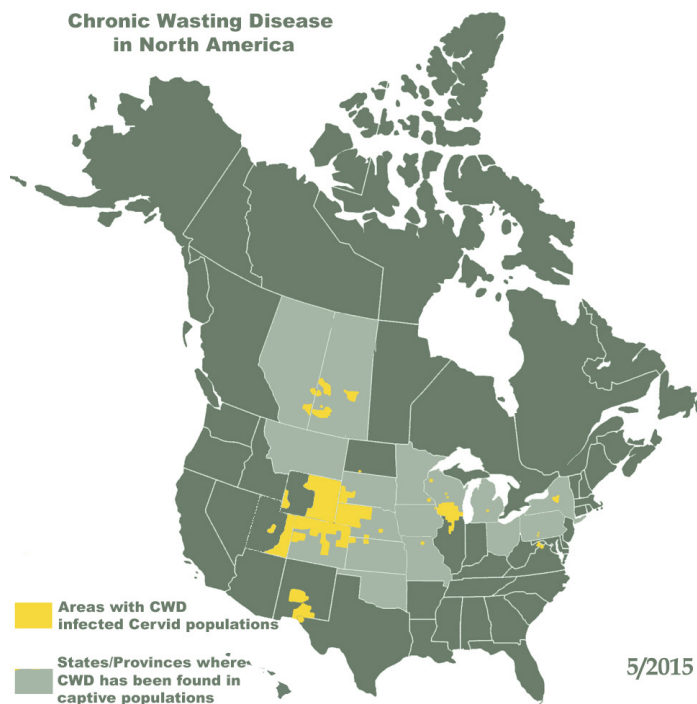 Chronic Wasting Disease
in North America
Areas with CWD
infected Cervid populations
States/Provinces where
CWD has been found in
captive populations
5/2015